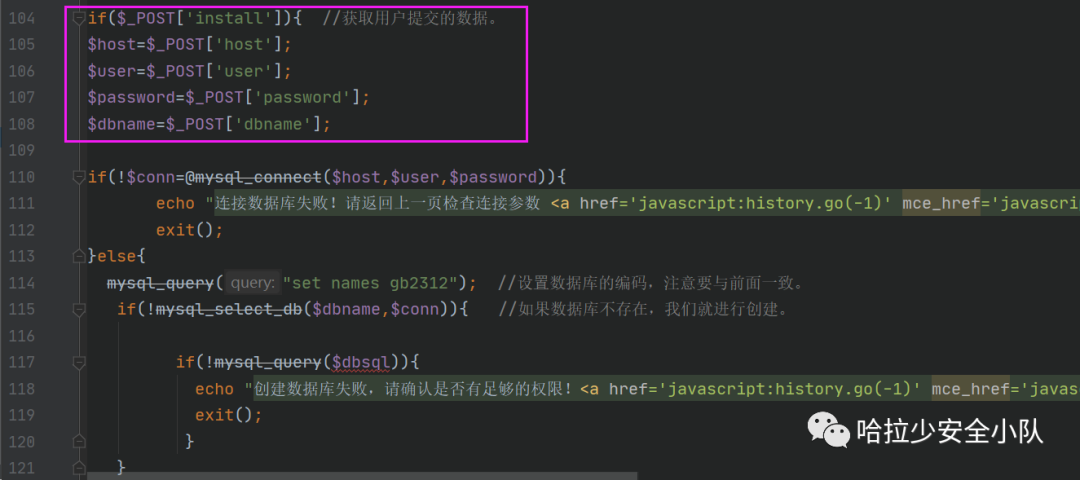 104 if($_POST['install']){ //获取用户提交的数据。
105 $host=$_POST['host'];
106 $user=$_POST['user'];
107 $password=$_POST['password'];
108 $dbname=$_POST['dbname'];
109
110 if(!$conn=@mysql_connect($host,$user,$password)){
111 echo "连接数据库失败！请返回上一页检查连接参数 <a href='javascript:history.go(-1)' mce_href='javascrip
112 exit();
113 }else{
114 mysql_query( query: "set names gb2312"); //设置数据库的编码，注意要与前面一致。
115 if(!mysql_select_db($dbname,$conn)){ //如果数据库不存在，我们就进行创建。
116
117 if(!mysql_query($dbsql)){
118 echo "创建数据库失败，请确认是否有足够的权限！<a href='javascript:history.go(-1)' mce_href='javas
119 exit();
120 }
121 }
哈拉少安全小队